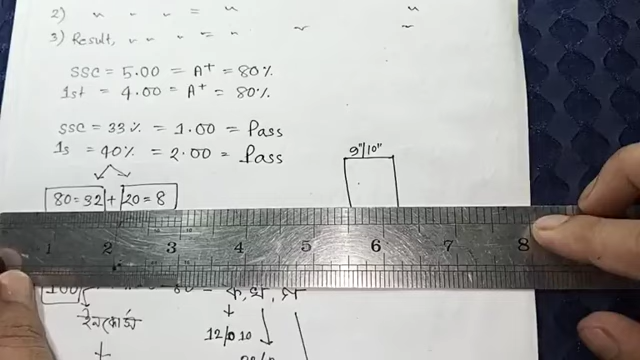 2) " " " = " "
3) Result, " " " = " " "
SSC = 5.00 = A+ = 80%
1st = 4.00 = A+ = 80%
SSC = 33% = 1.00 = Pass
1s = 40% = 2.00 = Pass
9"/10"
80=32 + 20=8
1 2 3 4 5 6 7 8
100
ক, খ,
12/0 10